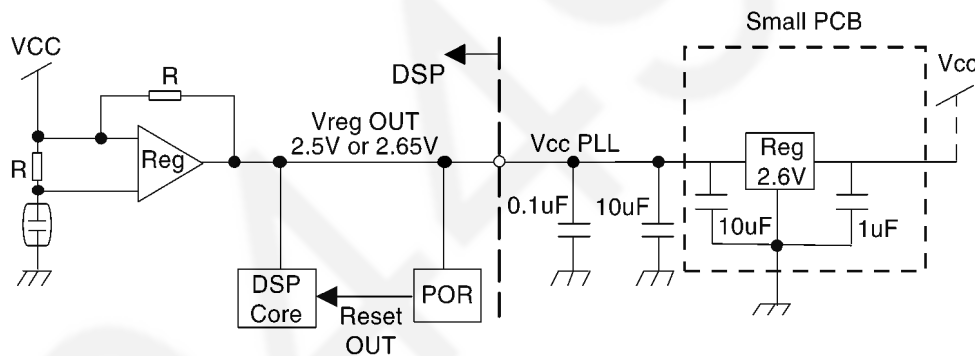 Small PCB
VCC
Vcc
DSP
R
Vreg OUT
2.5V or 2.65V
Vcc PLL
Reg
Reg
2.6V
R
0.1uF
10uF
10uF
1uF
DSP
Core
POR
Reset
OUT